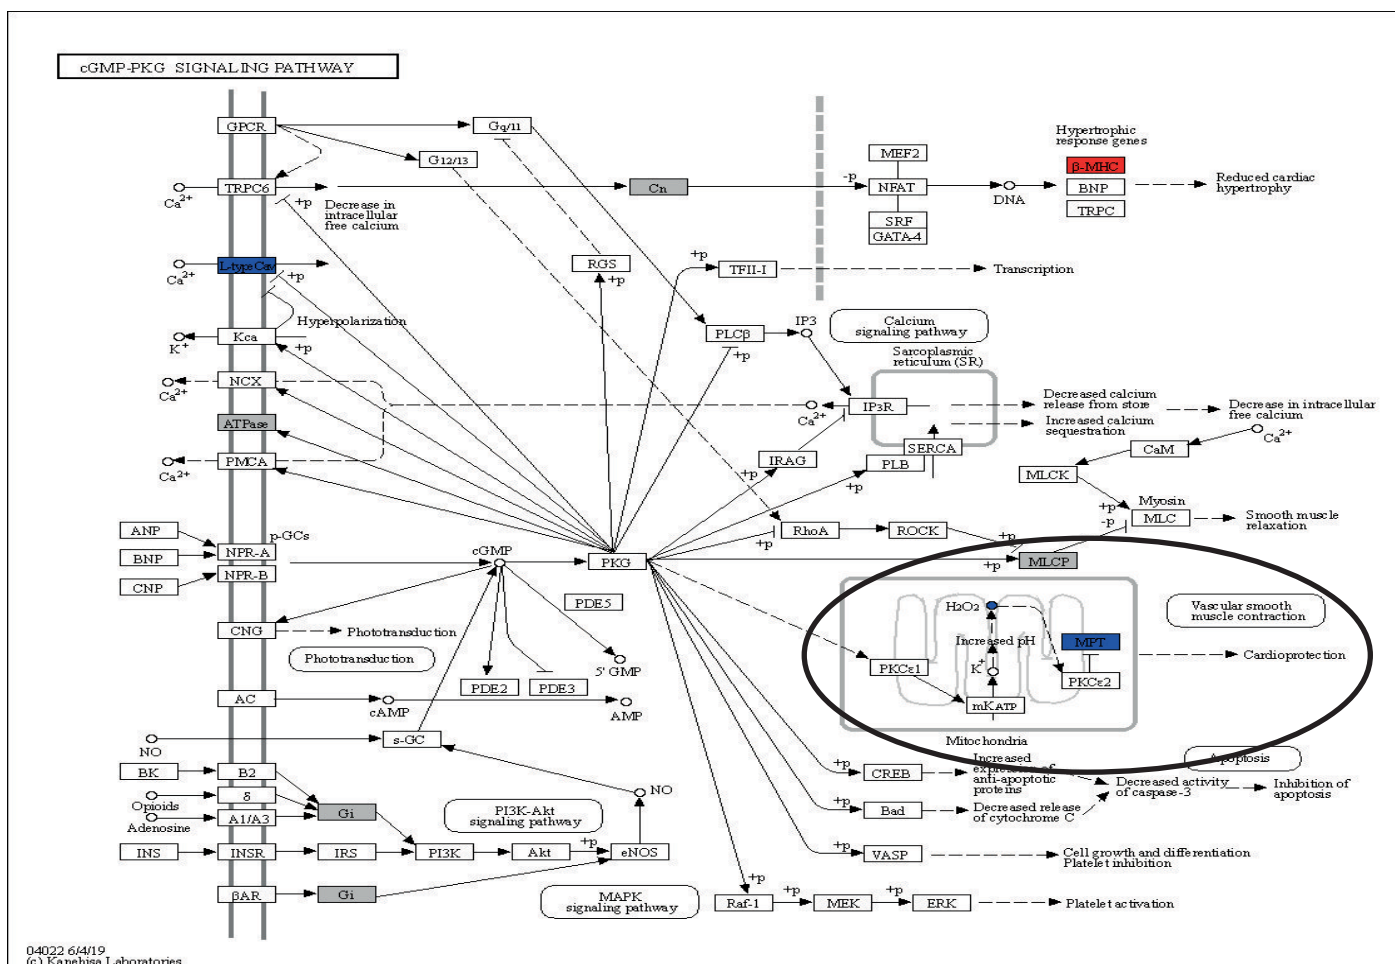 cGMP-PKG SIGNALING PATHWAY
GPCR
Gq/11
G12/13
Hypertrophic
response genes
MEF2
β-MHC
-p
NFAT
BNP
DNA
TRPC
SRF
GATA-4
Reduced cardiac
hypertrophy
Ca2+
TRPC6
+p
Decrease in
intracellular
free calcium
Cn
Ca2+
L-type Cav
+p
RGS
+p
+p
TFII-I
Transcription
Hyperpolarization
K+
Kca
+p
PLCβ
+p
IP3
Calcium
signaling pathway
Sarcoplasmic
reticulum (SR)
Ca2+
NCX
ATPase
Ca2+
PMCA
Ca2+
IP3R
Decreased calcium
release from store
Increased calcium
sequestration
Decrease in intracellular
free calcium
IRAG
+p
SERCA
PLB
+p
CaM
Ca2+
MLCK
Myosin
+p
-p
MLC
Smooth muscle
relaxation
RhoA
+p
ROCK
+p
MLCP
+p
ANP
BNP
CNP
p-GCs
NPR-A
NPR-B
cGMP
PKG
PDE5
CNG
Phototransduction
Phototransduction
5' GMP
PDE2
PDE3
AC
cAMP
AMP
H2O2
Increased pH
K+
MPT
PKCε1
PKCε2
mKATP
Mitochondria
Vascular smooth
muscle contraction
Cardioprotection
NO
s-GC
BK
B2
Opioids
δ
Adenosine
A1/A3
Gi
PI3K-Akt
signaling pathway
NO
INS
INSR
IRS
PI3K
Akt
+p
eNOS
βAR
Gi
MAPK
signaling pathway
+p
CREB
Increased
expression of
anti-apoptotic
proteins
Apoptosis
Decreased activity
of caspase-3
Inhibition of
apoptosis
+p
Bad
Decreased release
of cytochrome C
+p
VASP
Cell growth and differentiation
Platelet inhibition
+p
Raf-1
+p
MEK
+p
ERK
Platelet activation
04022 6/4/19
(c) Kanehisa Laboratories